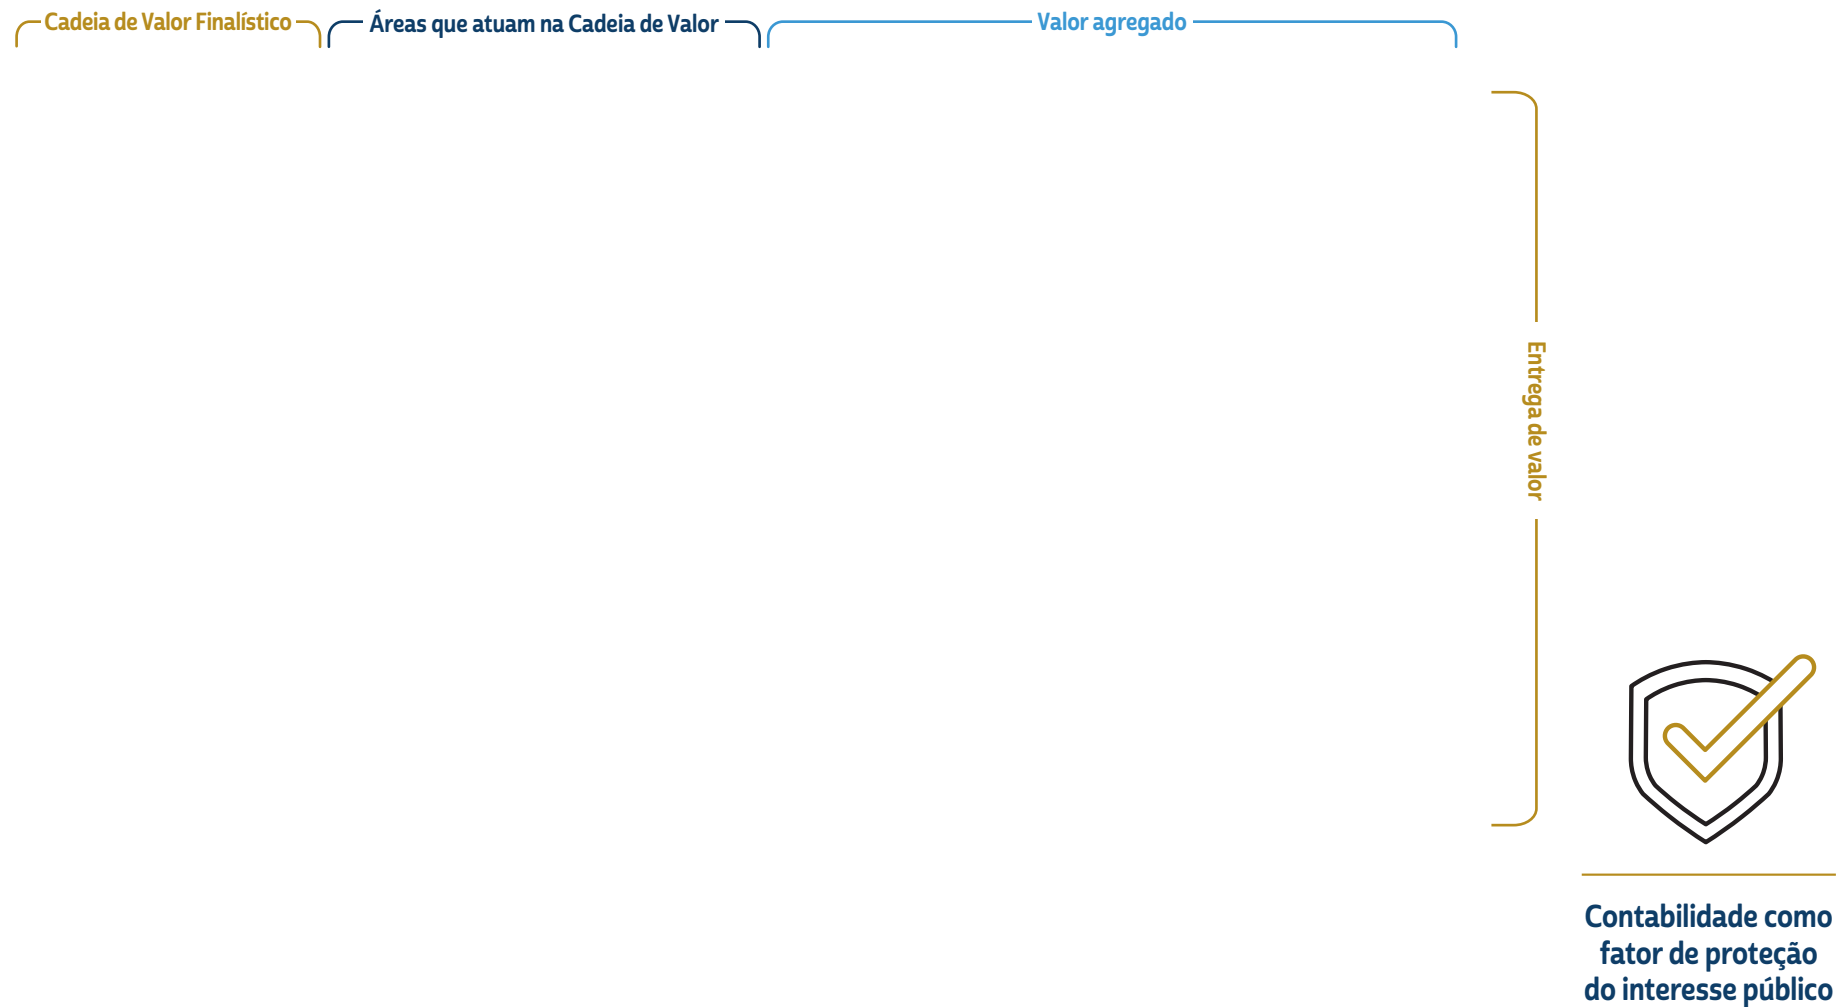 Cadeia de Valor Finalístico
Áreas que atuam na Cadeia de Valor
Valor agregado
Entrega de valor
Contabilidade como
fator de proteção
do interesse público